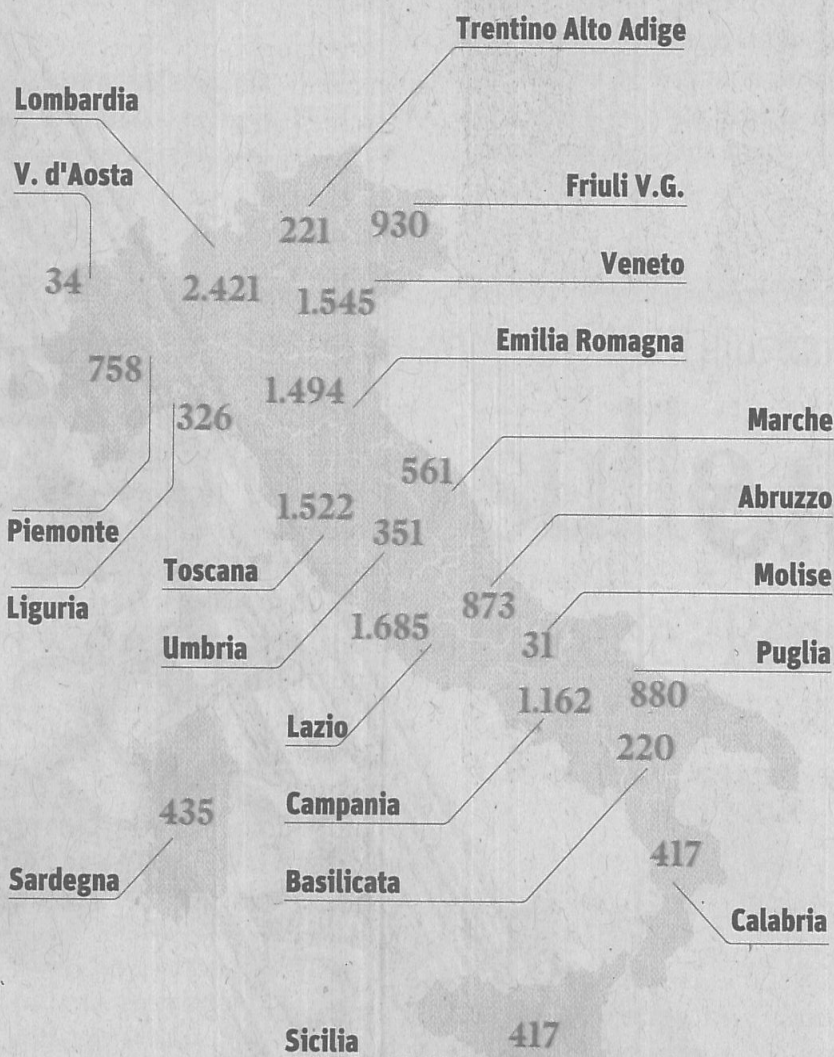 Trentino Alto Adige
Lombardia
V. d'Aosta
Friuli V.G.
221
930
Veneto
34
2.421
1.545
Emilia Romagna
758
1.494
326
Marche
561
Abruzzo
1.522
Piemonte
351
Toscana
Molise
Liguria
873
1.685
Umbria
31
Puglia
1.162
880
Lazio
220
Campania
435
417
Sardegna
Basilicata
Calabria
Sicilia
417